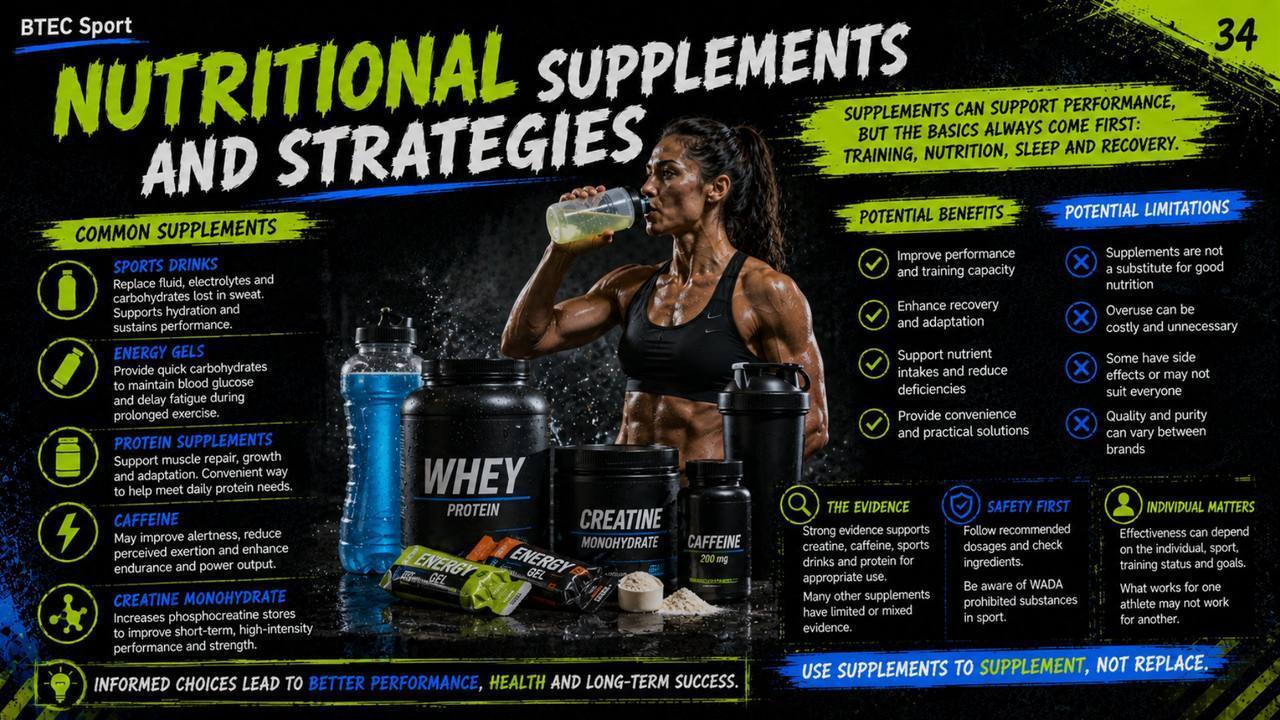 BTEC Sport
34
NUTRITIONAL SUPPLEMENTS
AND STRATEGIES
SUPPLEMENTS CAN SUPPORT PERFORMANCE,
BUT THE BASICS ALWAYS COME FIRST:
TRAINING, NUTRITION, SLEEP AND RECOVERY.
COMMON SUPPLEMENTS
SPORTS DRINKS
Replace fluid, electrolytes and
carbohydrates lost in sweat.
Supports hydration and
sustains performance.
ENERGY GELS
Provide quick carbohydrates
to maintain blood glucose
and delay fatigue during
prolonged exercise.
PROTEIN SUPPLEMENTS
Support muscle repair, growth
and adaptation. Convenient way
to help meet daily protein needs.
CAFFEINE
May improve alertness, reduce
perceived exertion and enhance
endurance and power output.
CREATINE MONOHYDRATE
Increases phosphocreatine stores
to improve short-term, high-intensity
performance and strength.
WHEY
PROTEIN
CREATINE
MONOHYDRATE
CAFFEINE
200 mg
ENERGY
GEL
ENERGY
GEL
POTENTIAL BENEFITS
Improve performance
and training capacity
Enhance recovery
and adaptation
Support nutrient
intakes and reduce
deficiencies
Provide convenience
and practical solutions
POTENTIAL LIMITATIONS
Supplements are not
a substitute for good
nutrition
Overuse can be
costly and unnecessary
Some have side
effects or may not
suit everyone
Quality and purity
can vary between
brands
THE EVIDENCE
Strong evidence supports
creatine, caffeine, sports
drinks and protein for
appropriate use.
Many other supplements
have limited or mixed
evidence.
SAFETY FIRST
Follow recommended
dosages and check
ingredients.
Be aware of WADA
prohibited substances
in sport.
INDIVIDUAL MATTERS
Effectiveness can depend
on the individual, sport,
training status and goals.
What works for one
athlete may not work
for another.
INFORMED CHOICES LEAD TO BETTER PERFORMANCE, HEALTH AND LONG-TERM SUCCESS.
USE SUPPLEMENTS TO SUPPLEMENT, NOT REPLACE.